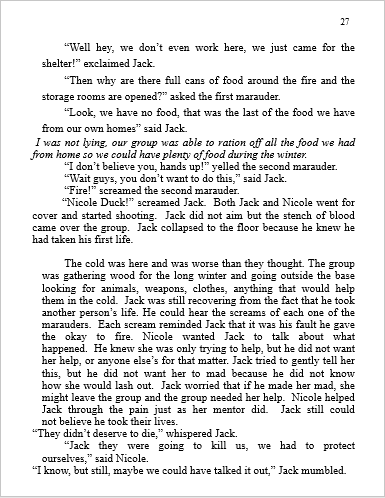 27
“Well hey, we don’t even work here, we just came for the
shelter!” exclaimed Jack.
“Then why are there full cans of food around the fire and the
storage rooms are opened?” asked the first marauder.
“Look, we have no food, that was the last of the food we have
from our own homes” said Jack.
I was not lying, our group was able to ration off all the food we had
from home so we could have plenty of food during the winter.
“I don’t believe you, hands up!” yelled the second marauder.
“Wait guys, you don’t want to do this,” said Jack.
“Fire!” screamed the second marauder.
“Nicole Duck!” screamed Jack.  Both Jack and Nicole went for
cover and started shooting.  Jack did not aim but the stench of blood
came over the group.  Jack collapsed to the floor because he knew he
had taken his first life.
The cold was here and was worse than they thought. The group
was gathering wood for the long winter and going outside the base
looking for animals, weapons, clothes, anything that would help
them in the cold.  Jack was still recovering from the fact that he took
another person’s life. He could hear the screams of each one of the
marauders.  Each scream reminded Jack that it was his fault he gave
the okay to fire.  Nicole wanted Jack to talk about what
happened.  He knew she was only trying to help, but he did not want
her help, or anyone else’s for that matter. Jack tried to gently tell her
this, but he did not want her to mad because he did not know
how she would lash out.  Jack worried that if he made her mad, she
might leave the group and the group needed her help.  Nicole helped
Jack through the pain just as her mentor did.  Jack still could
not believe he took their lives.
“They didn’t deserve to die,” whispered Jack.
“Jack they were going to kill us, we had to protect
ourselves,” said Nicole.
“I know, but still, maybe we could have talked it out,” Jack mumbled.